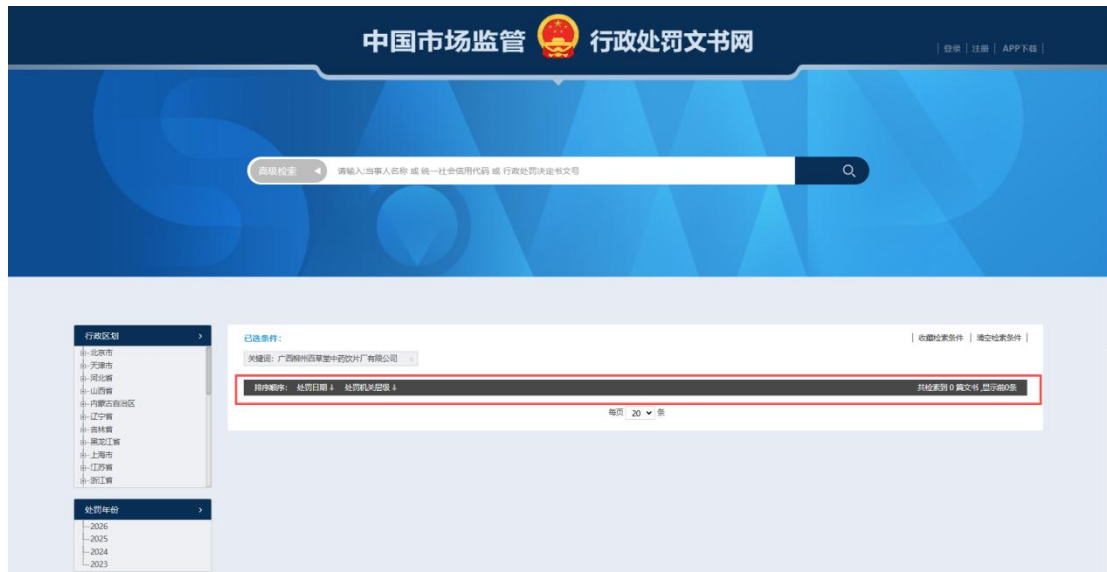 中国市场监管 行政处罚文书网
| 登录 | 注册 | APP下载 |
高级检索 请输入:当事人名称 或 统一社会信用代码 或 行政处罚决定书文号
行政区划 >
北京市
天津市
河北省
山西省
内蒙古自治区
辽宁省
吉林省
黑龙江省
上海市
江苏省
浙江省
处罚年份 >
2026
2025
2024
2023
已选条件:
| 收藏检索条件 | 清空检索条件 |
关键词: 广西柳州百草堂中药饮片厂有限公司 ×
排序顺序: 处罚日期↓ 处罚机关层级↓
共检索到 0 篇文书,显示前0条
每页 20 条